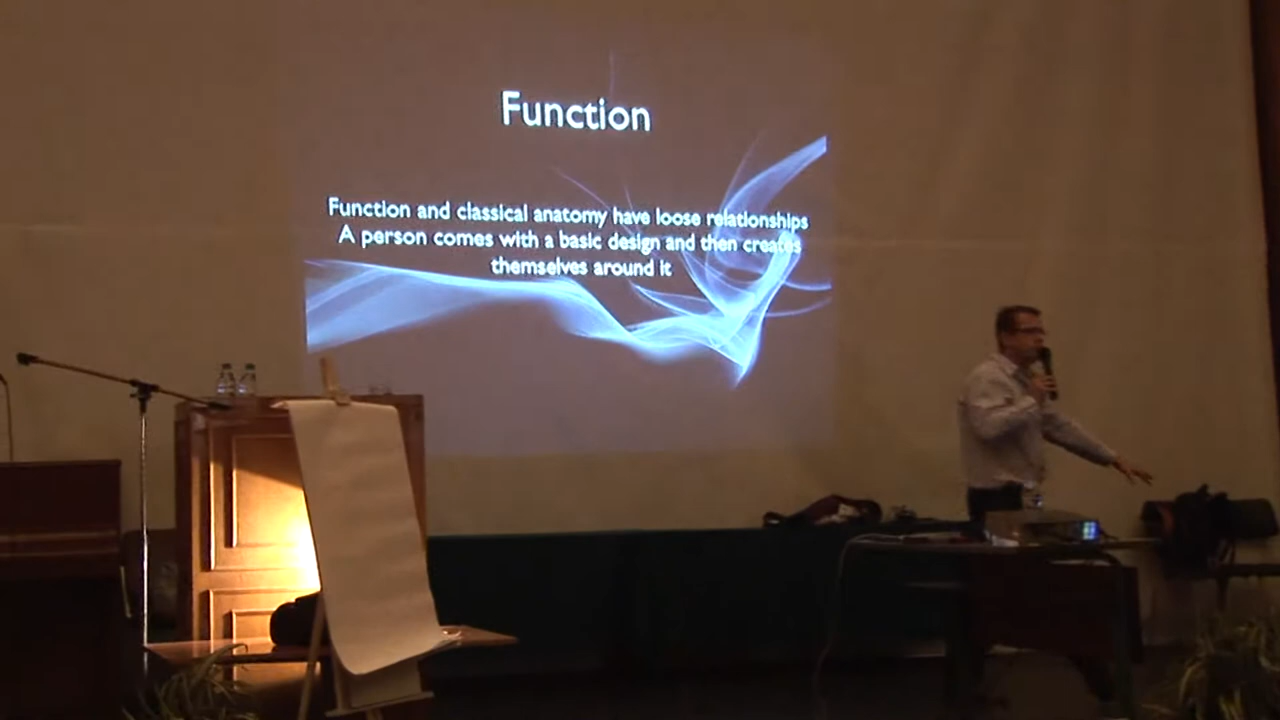 Function
Function and classical anatomy have loose relationships
A person comes with a basic design and then creates
themselves around it